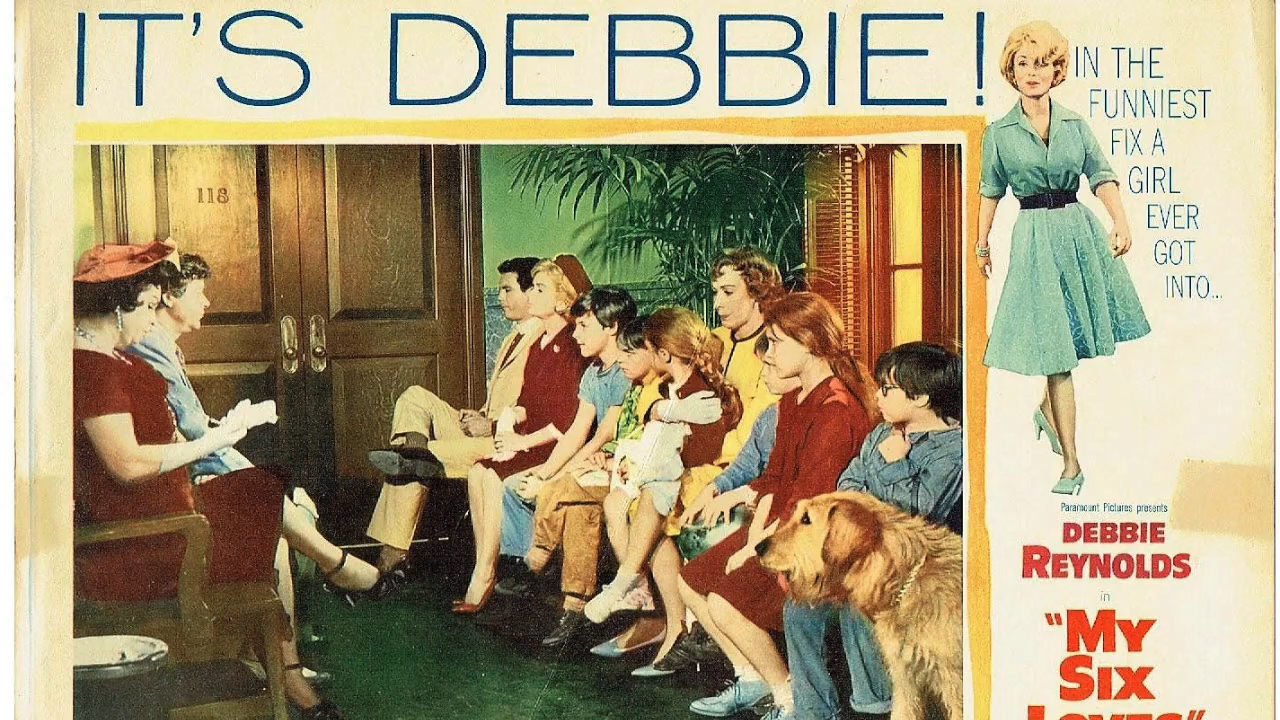 IT'S DEBBIE!
IN THE
FUNNIEST
FIX A
GIRL
EVER
GOT
INTO...
118
Paramount Pictures presents
DEBBIE
REYNOLDS
in
"MY
SIX
LOVES"